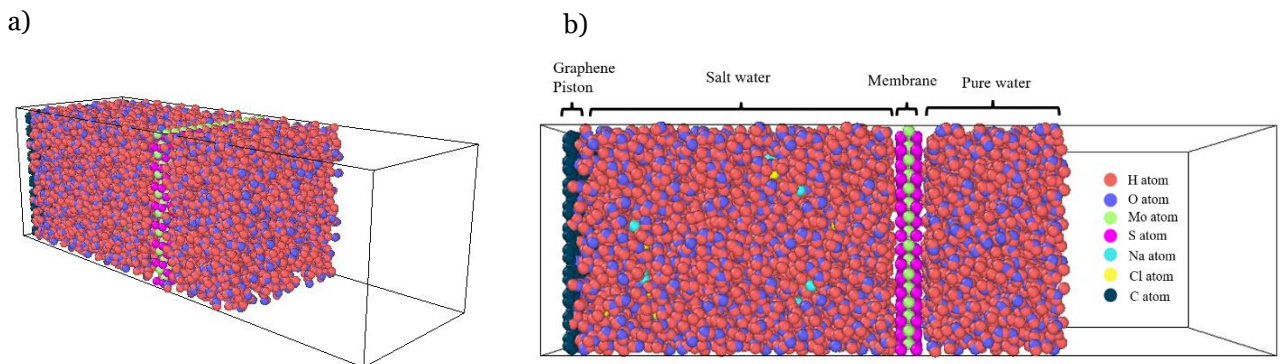 a)
b)
Graphene
Piston
Salt water
Membrane
Pure water
H atom
O atom
Mo atom
S atom
Na atom
Cl atom
C atom